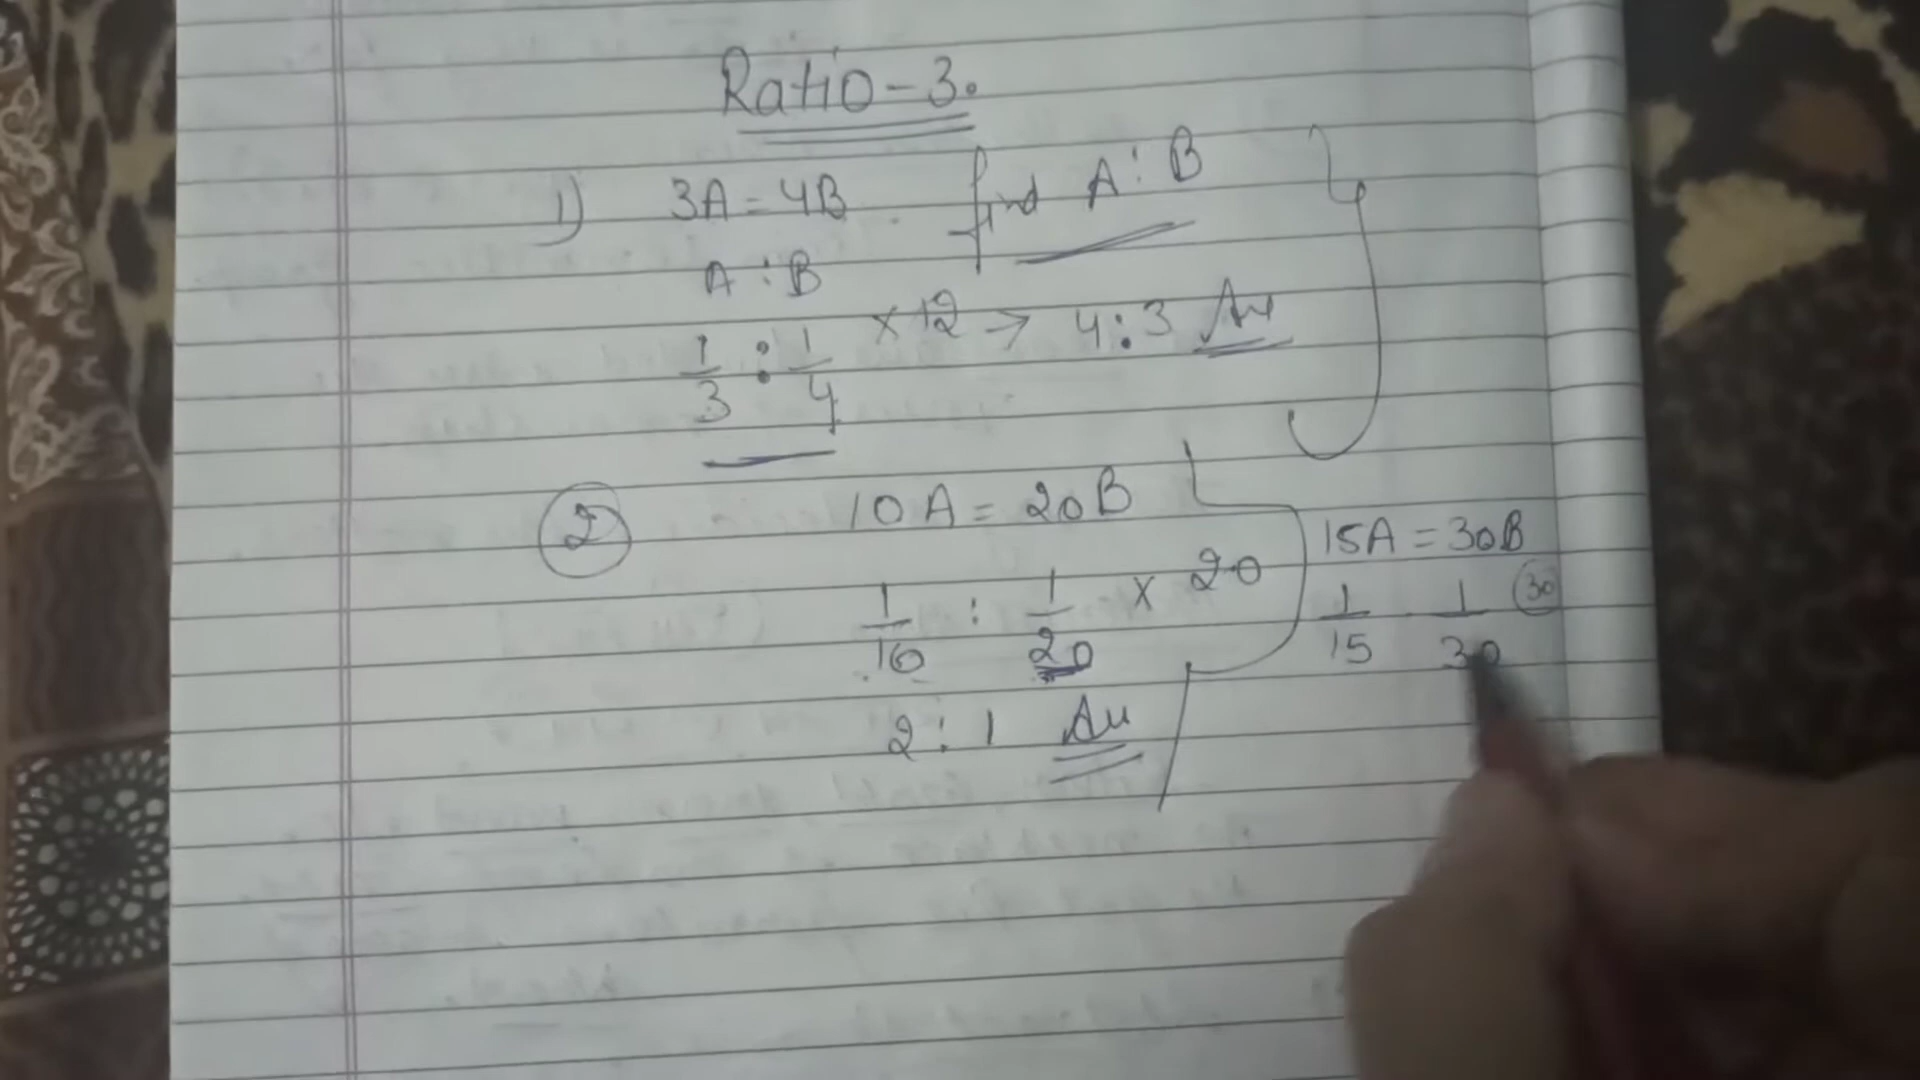 Ratio-3.
1) 3A = 4B find A:B
A : B
1/3 : 1/4 × 12 → 4:3 Au
2 10A = 20B
1/10 : 1/20 × 20
2 : 1 Au
15A = 30B
1/15 1/30 30